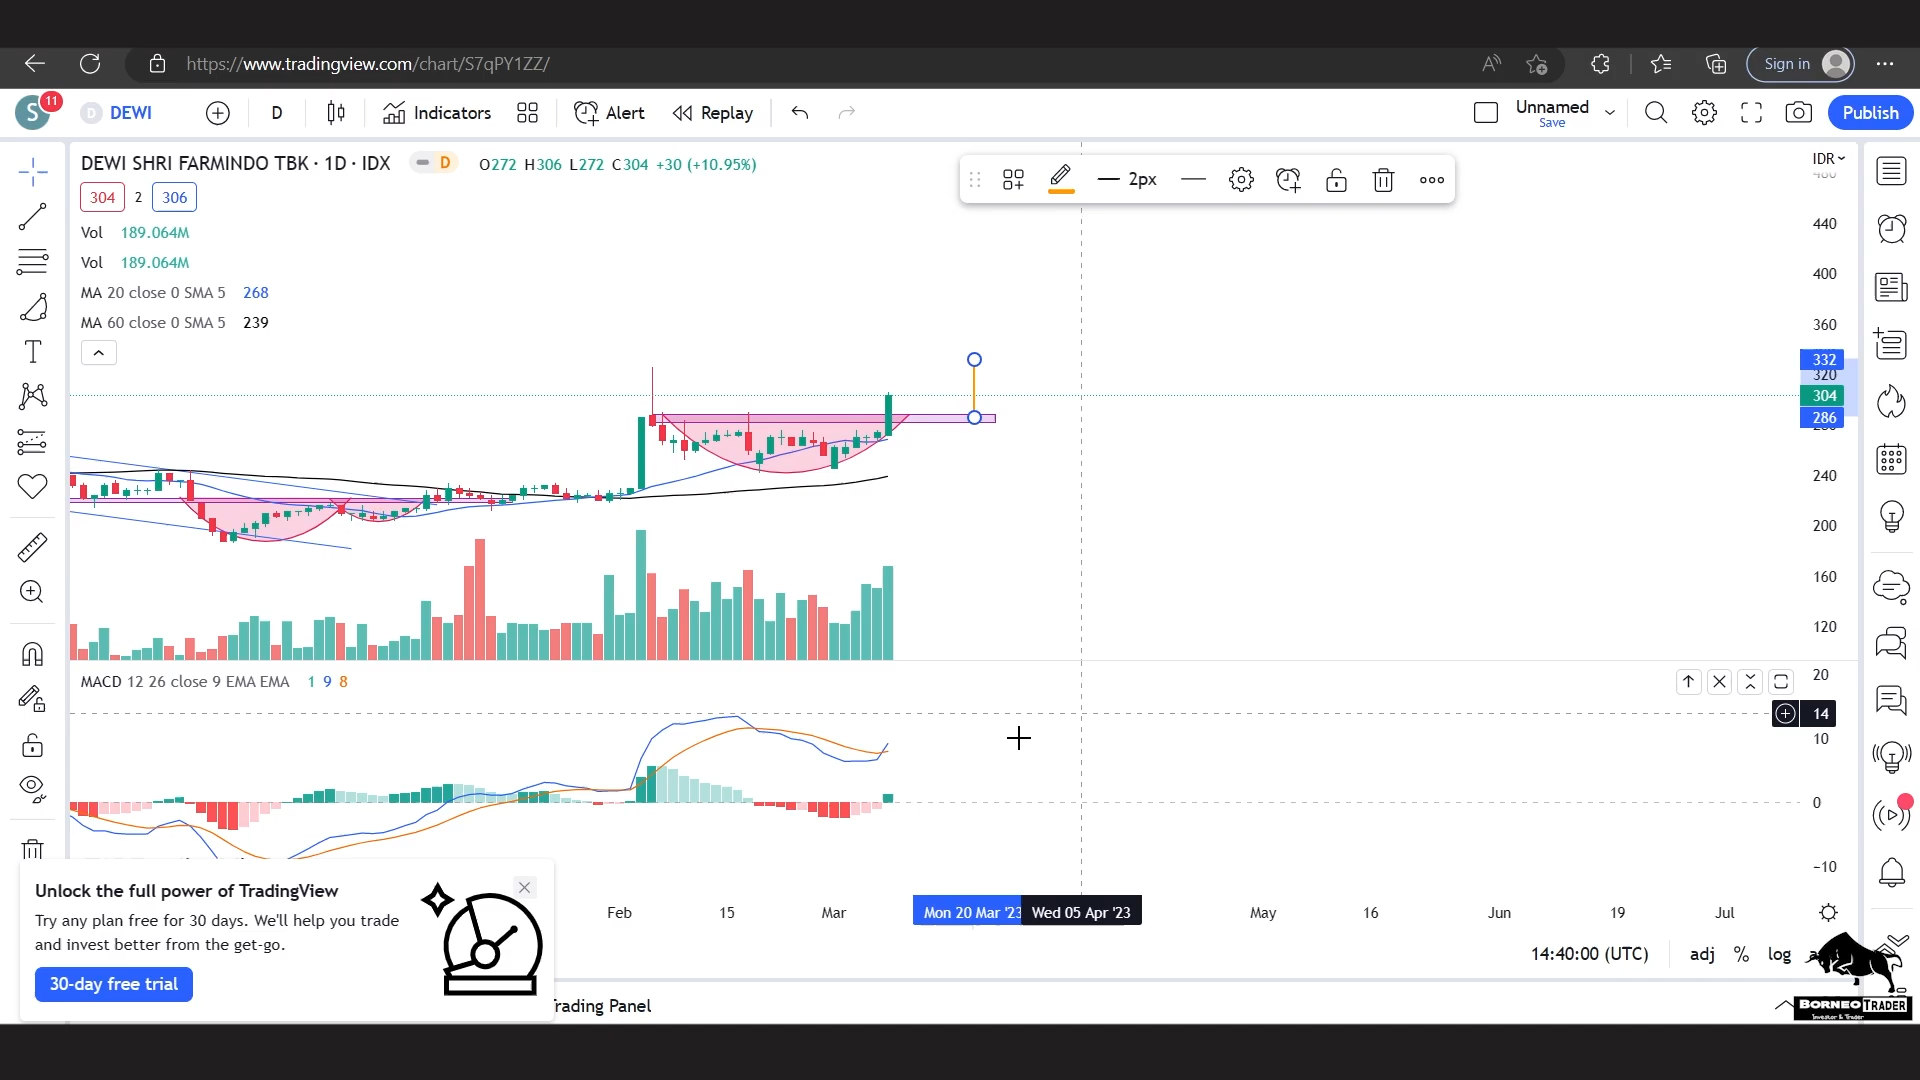 https://www.tradingview.com/chart/S7qPY1ZZ/
Sign in
S 11
D DEWI
D
Indicators
Alert
Replay
Unnamed
Save
Publish
DEWI SHRI FARMINDO TBK · 1D · IDX
D
O272 H306 L272 C304 +30 (+10.95%)
304 2 306
Vol 189.064M
Vol 189.064M
MA 20 close 0 SMA 5 268
MA 60 close 0 SMA 5 239
2px
IDR
480
440
400
360
332
320
304
286
240
200
160
120
MACD 12 26 close 9 EMA EMA 1 9 8
20
14
10
0
−10
Feb
15
Mar
Mon 20 Mar '23
Wed 05 Apr '23
May
16
Jun
19
Jul
14:40:00 (UTC)
adj
%
log
Unlock the full power of TradingView
Try any plan free for 30 days. We'll help you trade
and invest better from the get-go.
30-day free trial
rading Panel
BORNEO TRADER
Investor & Trader